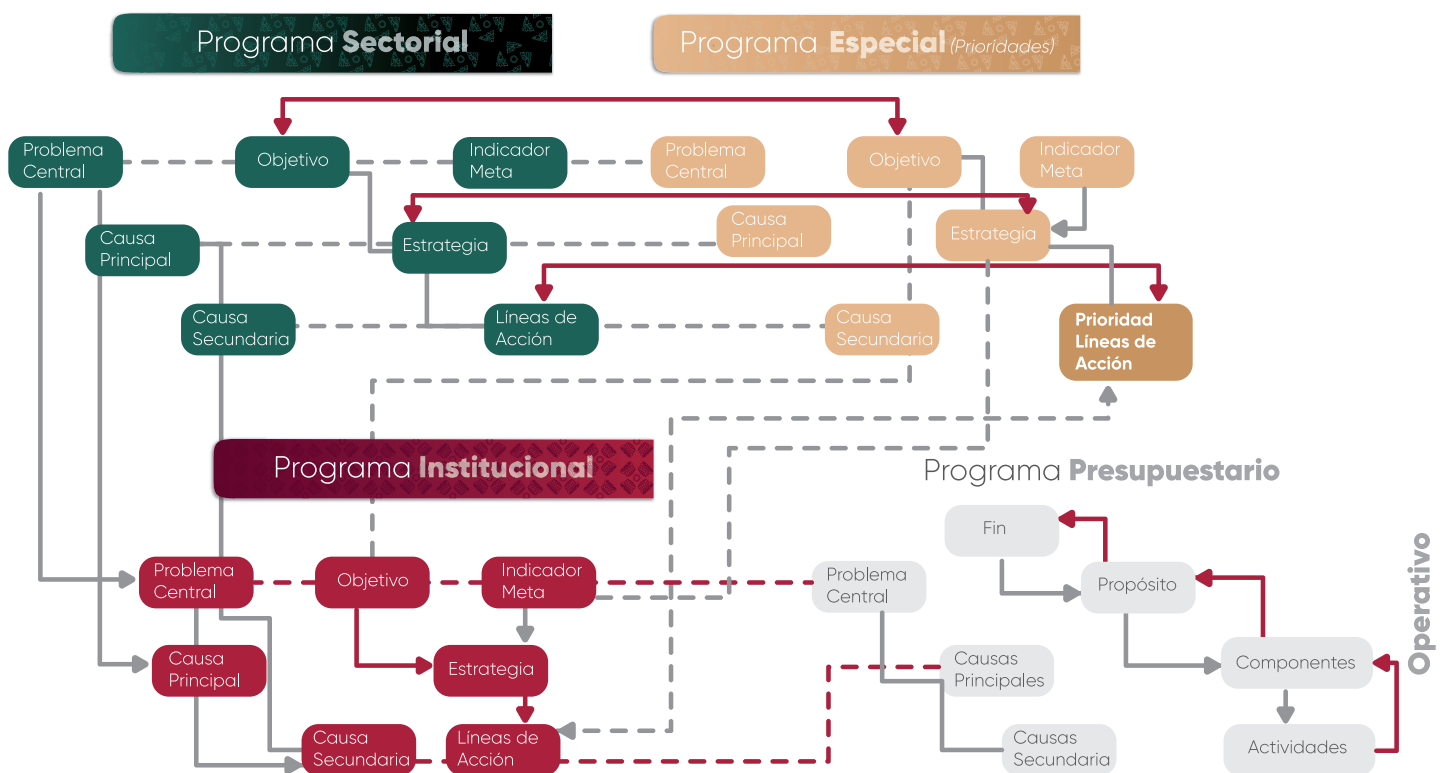 Programa Sectorial
Programa Especial (Prioridades)
Problema
Central
Objetivo
Indicador
Meta
Problema
Central
Objetivo
Indicador
Meta
Causa
Principal
Estrategia
Causa
Principal
Estrategia
Causa
Secundaria
Líneas de
Acción
Causa
Secundaria
Prioridad
Líneas de
Acción
Programa Institucional
Programa Presupuestario
Fin
Propósito
Componentes
Actividades
Operativo
Problema
Central
Objetivo
Indicador
Meta
Problema
Central
Causa
Principal
Estrategia
Causas
Principales
Causa
Secundaria
Líneas de
Acción
Causas
Secundaria